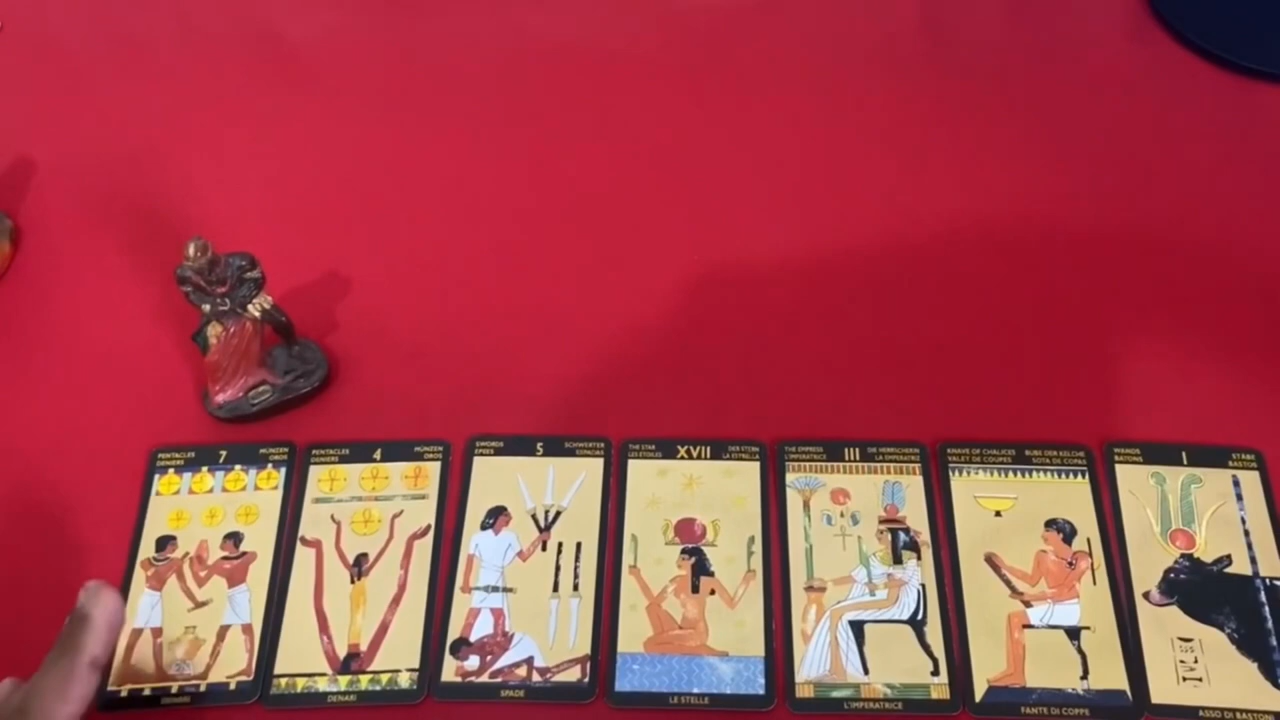 PENTACLES 7 MÜNZEN
DENIERS OROS
PENTACLES 4 MÜNZEN
DENIERS OROS
DENARI
SWORDS 5 SCHWERTER
EPEES ESPADAS
SPADE
THE STAR XVII DER STERN
LES ETOILES LA ESTRELLA
LE STELLE
THE EMPRESS III DIE HERRSCHERIN
L'IMPERATRICE LA EMPERATRIZ
L'IMPERATRICE
KNAVE OF CHALICES BUBE DER KELCHE
VALET DE COUPES SOTA DE COPAS
FANTE DI COPPE
WANDS I STÄBE
BATONS BASTOS
ASSO DI BASTONI